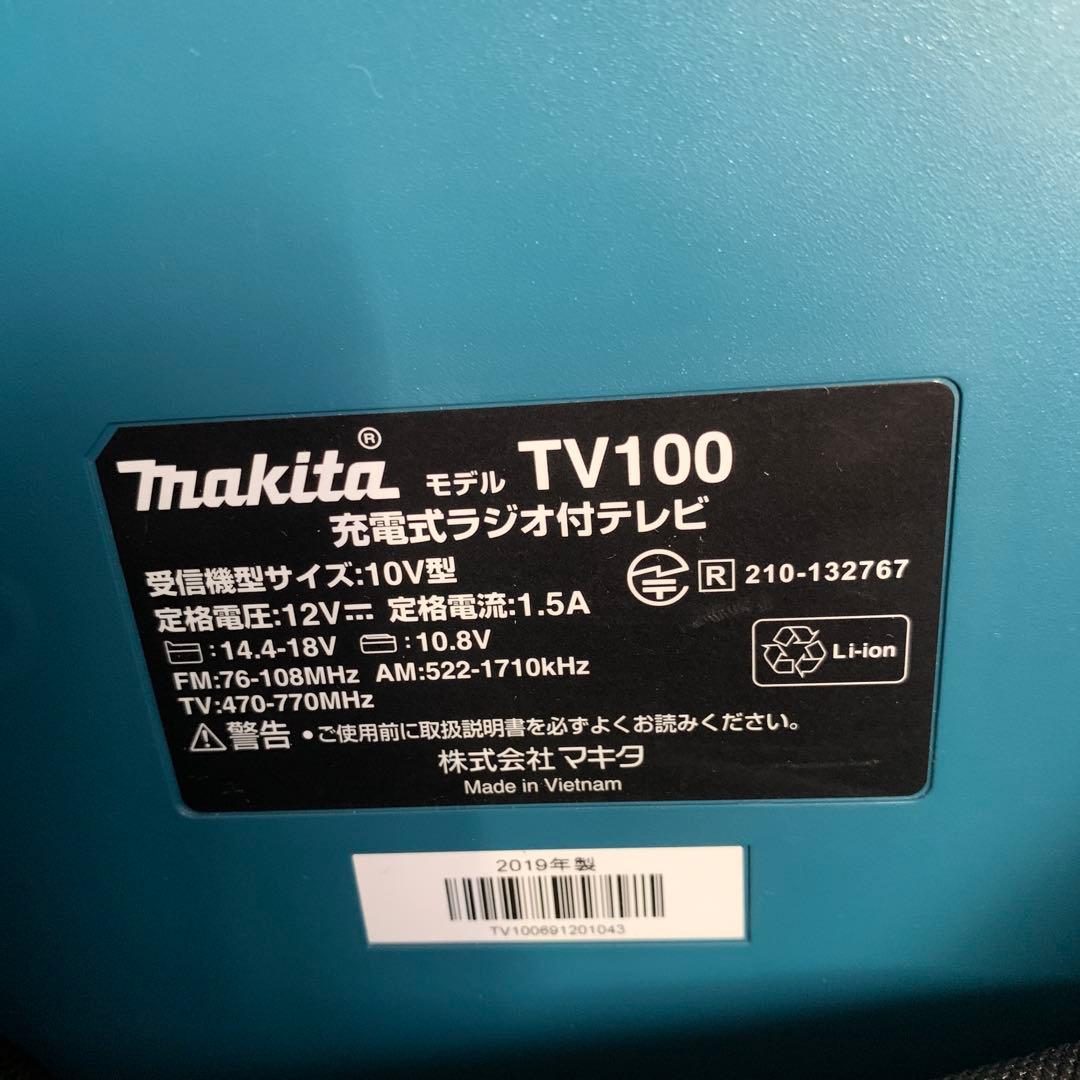 makita® モデル TV100
充電式ラジオ付テレビ
受信機型サイズ:10V型
R 210-132767
定格電圧:12V⎓ 定格電流:1.5A
:14.4-18V :10.8V
Li-ion
FM:76-108MHz AM:522-1710kHz
TV:470-770MHz
⚠警告 •ご使用前に取扱説明書を必ずよくお読みください。
株式会社マキタ
Made in Vietnam
2019年製
TV100691201043